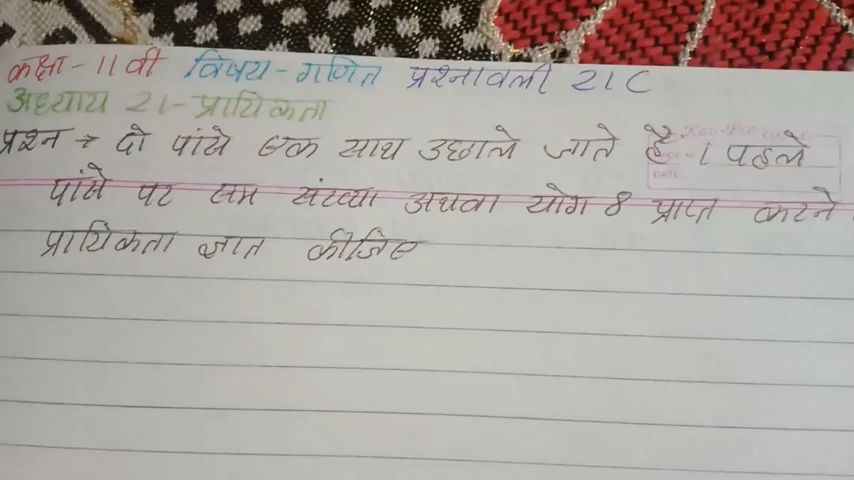 कक्षा - 11वी विषय - गणित प्रश्नावली 21C
अध्याय 21 - प्रायिकता
प्रश्न → दो पांसे एक साथ उछाले जाते है । पहले
पांसे पर सम संख्या अथवा योग 8 प्राप्त करने
प्रायिकता ज्ञात कीजिए
DATE